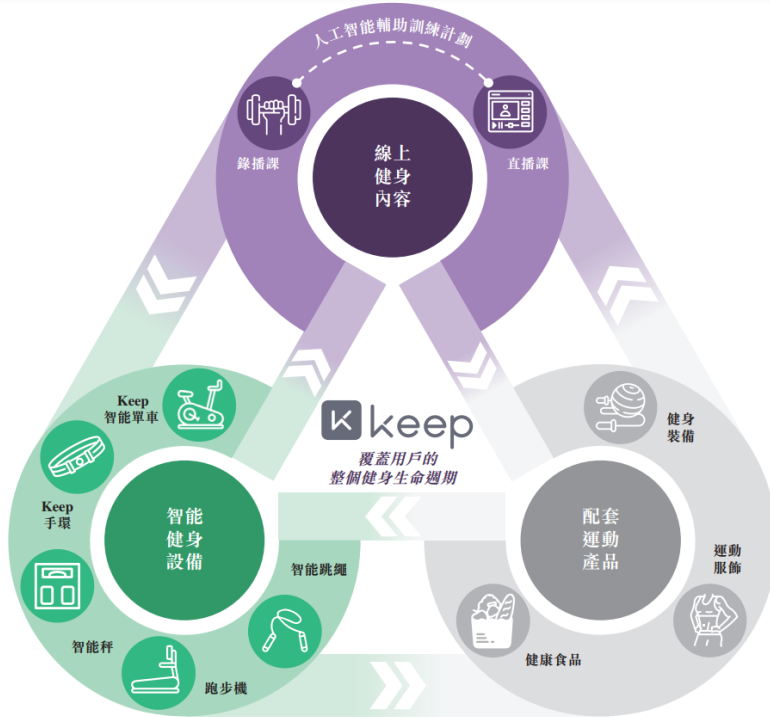 人工智能輔助訓練計劃
錄播課
直播課
線上
健身
內容
Keep
智能單車
Keep
手環
智能秤
跑步機
智能跳繩
智能
健身
設備
keep
覆蓋用戶的
整個健身生命週期
健身
裝備
運動
服飾
健康食品
配套
運動
產品